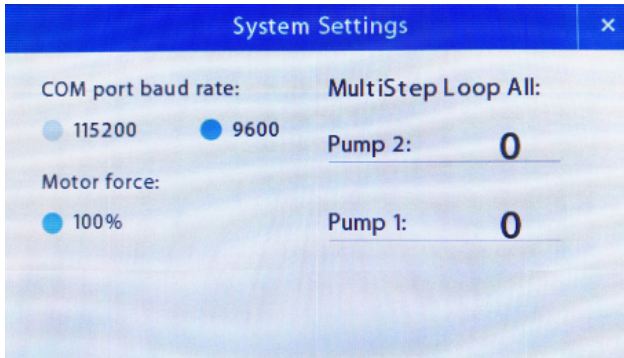 System Settings ×
COM port baud rate:
115200 9600
Motor force:
100%
MultiStep Loop All:
Pump 2: 0
Pump 1: 0